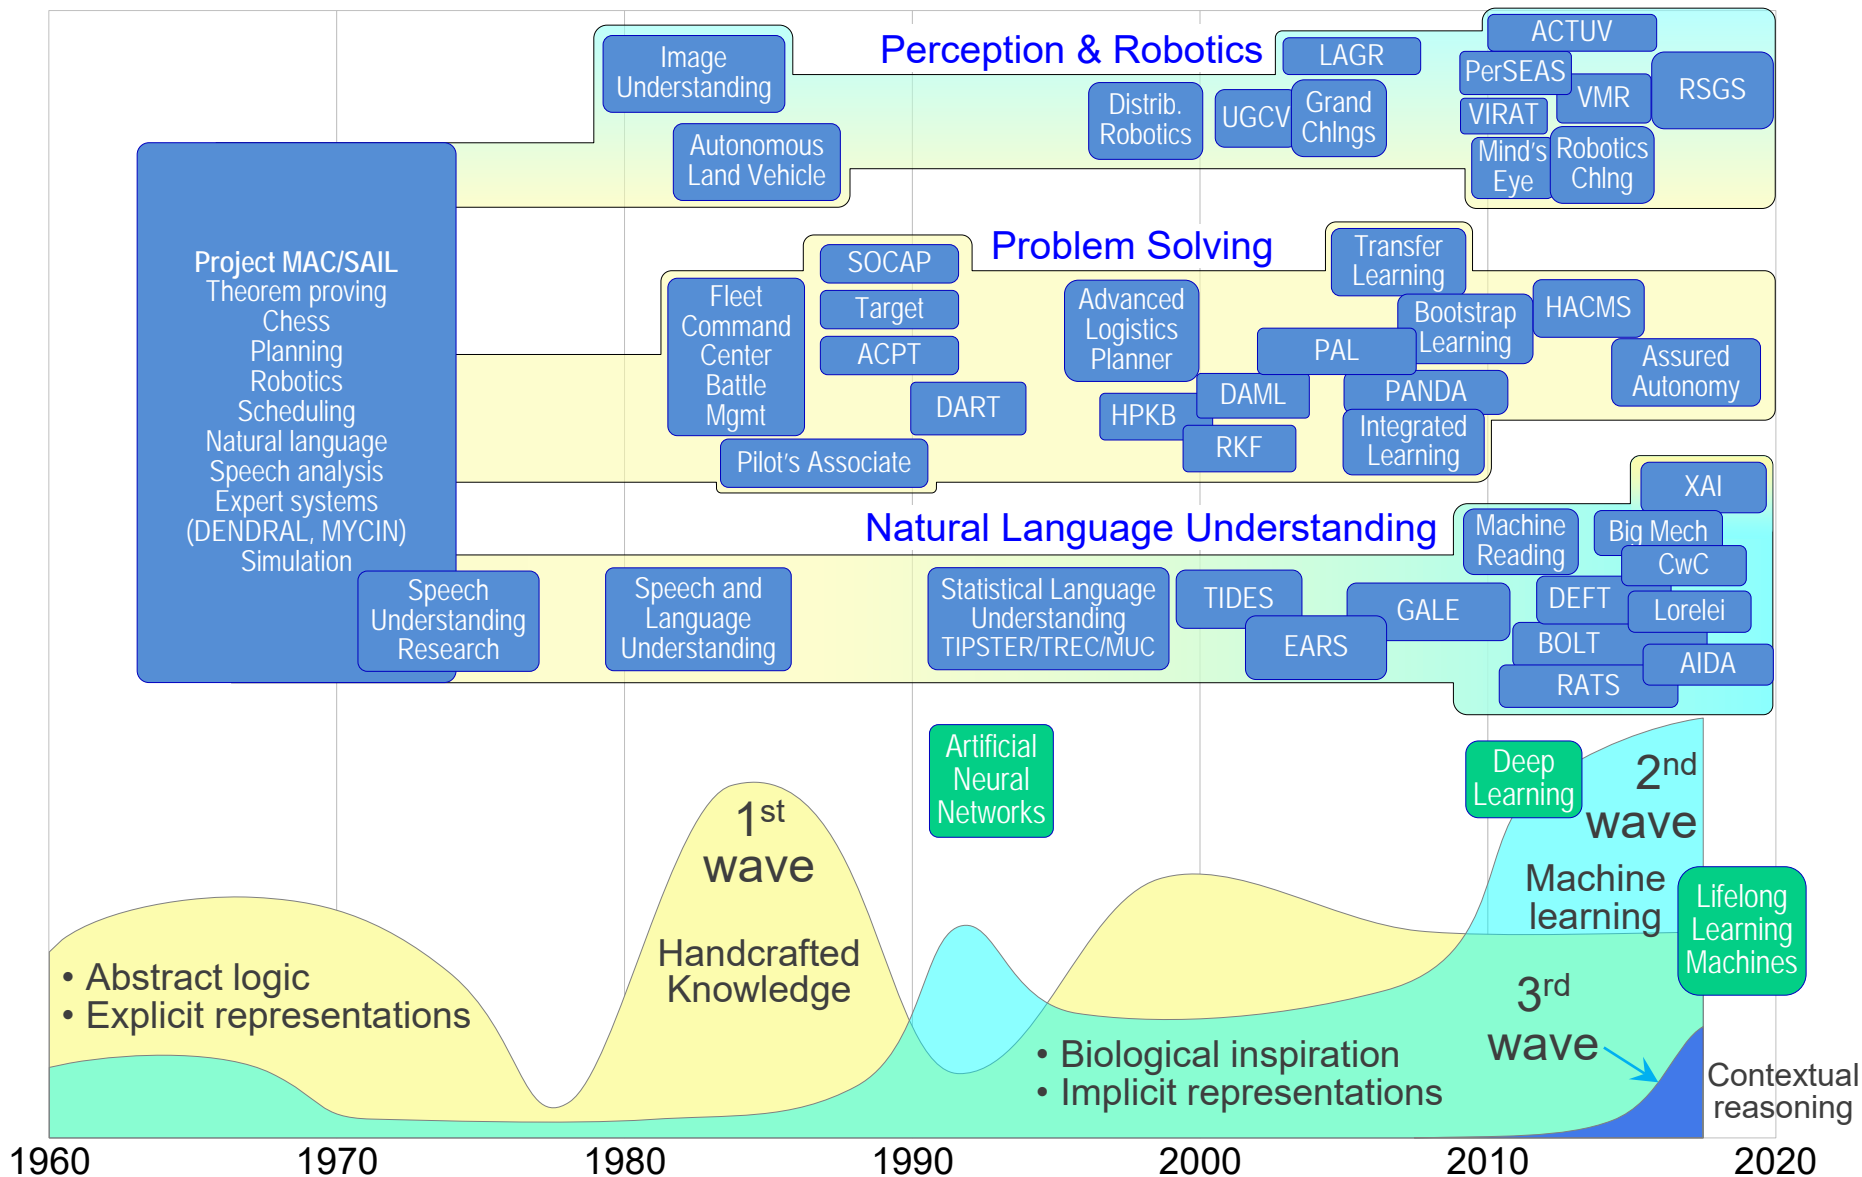 Perception & Robotics
Image
Understanding
Autonomous
Land Vehicle
Distrib.
Robotics
UGCV
LAGR
Grand
Chlngs
ACTUV
PerSEAS
VMR
RSGS
VIRAT
Mind's
Eye
Robotics
Chlng
Project MAC/SAIL
Theorem proving
Chess
Planning
Robotics
Scheduling
Natural language
Speech analysis
Expert systems
(DENDRAL, MYCIN)
Simulation
Problem Solving
Fleet
Command
Center
Battle
Mgmt
SOCAP
Target
ACPT
DART
Pilot's Associate
Advanced
Logistics
Planner
HPKB
DAML
RKF
Transfer
Learning
Bootstrap
Learning
PAL
PANDA
Integrated
Learning
HACMS
Assured
Autonomy
Natural Language Understanding
Speech
Understanding
Research
Speech and
Language
Understanding
Statistical Language
Understanding
TIPSTER/TREC/MUC
TIDES
EARS
GALE
Machine
Reading
XAI
Big Mech
CwC
DEFT
Lorelei
BOLT
AIDA
RATS
Artificial
Neural
Networks
Deep
Learning
Lifelong
Learning
Machines
1st
wave
Handcrafted
Knowledge
• Abstract logic
• Explicit representations
2nd
wave
Machine
learning
3rd
wave
• Biological inspiration
• Implicit representations
Contextual
reasoning
1960 1970 1980 1990 2000 2010 2020